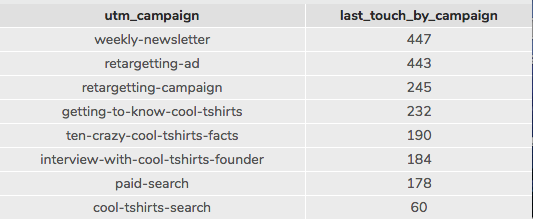 utm_campaign last_touch_by_campaign
weekly-newsletter 447
retargetting-ad 443
retargetting-campaign 245
getting-to-know-cool-tshirts 232
ten-crazy-cool-tshirts-facts 190
interview-with-cool-tshirts-founder 184
paid-search 178
cool-tshirts-search 60